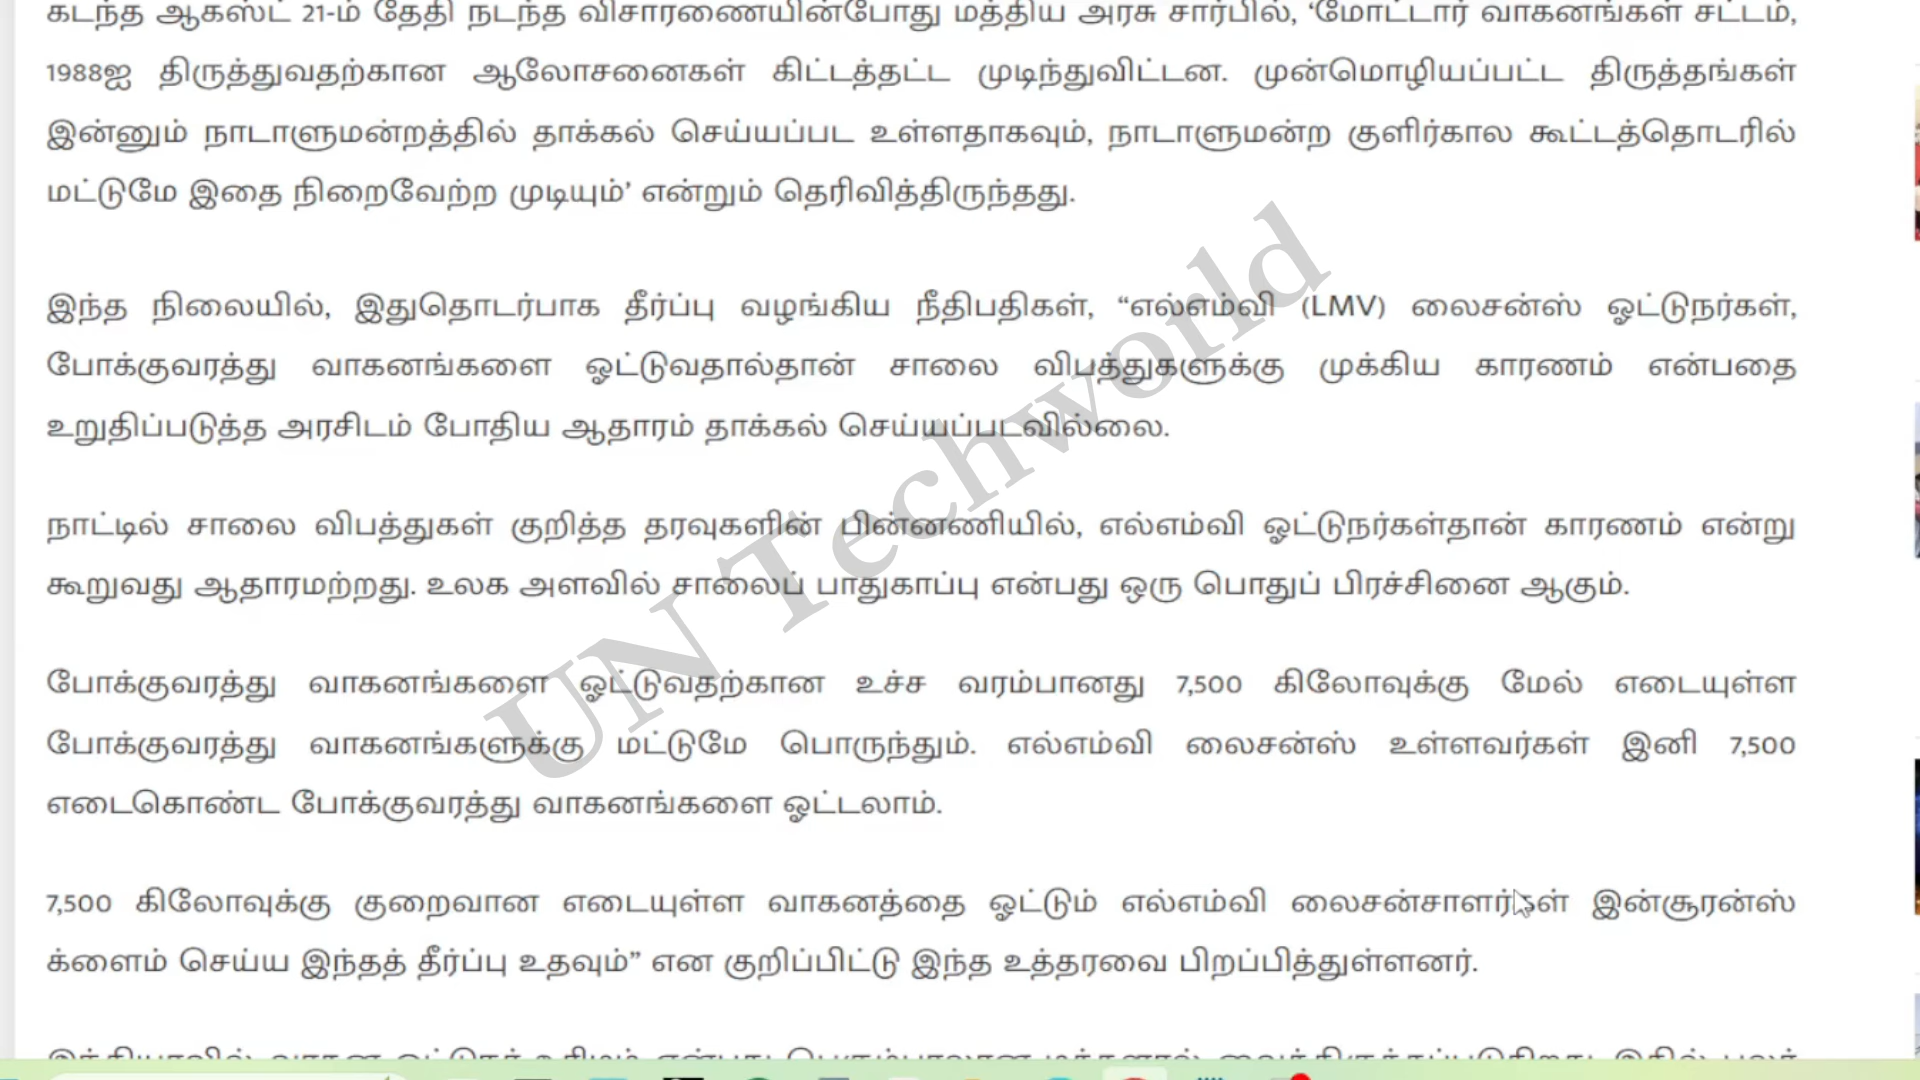 கடந்த ஆகஸ்ட் 21-ம் தேதி நடந்த விசாரணையின்போது மத்திய அரசு சார்பில், ‘மோட்டார் வாகனங்கள் சட்டம்,
1988ஐ திருத்துவதற்கான ஆலோசனைகள் கிட்டத்தட்ட முடிந்துவிட்டன. முன்மொழியப்பட்ட திருத்தங்கள்
இன்னும் நாடாளுமன்றத்தில் தாக்கல் செய்யப்பட உள்ளதாகவும், நாடாளுமன்ற குளிர்கால கூட்டத்தொடரில்
மட்டுமே இதை நிறைவேற்ற முடியும்’ என்றும் தெரிவித்திருந்தது.
இந்த நிலையில், இதுதொடர்பாக தீர்ப்பு வழங்கிய நீதிபதிகள், “எல்எம்வி (LMV) லைசன்ஸ் ஓட்டுநர்கள்,
போக்குவரத்து வாகனங்களை ஓட்டுவதால்தான் சாலை விபத்துகளுக்கு முக்கிய காரணம் என்பதை
உறுதிப்படுத்த அரசிடம் போதிய ஆதாரம் தாக்கல் செய்யப்படவில்லை.
நாட்டில் சாலை விபத்துகள் குறித்த தரவுகளின் பின்னணியில், எல்எம்வி ஓட்டுநர்கள்தான் காரணம் என்று
கூறுவது ஆதாரமற்றது. உலக அளவில் சாலைப் பாதுகாப்பு என்பது ஒரு பொதுப் பிரச்சினை ஆகும்.
போக்குவரத்து வாகனங்களை ஓட்டுவதற்கான உச்ச வரம்பானது 7,500 கிலோவுக்கு மேல் எடையுள்ள
போக்குவரத்து வாகனங்களுக்கு மட்டுமே பொருந்தும். எல்எம்வி லைசன்ஸ் உள்ளவர்கள் இனி 7,500
எடைகொண்ட போக்குவரத்து வாகனங்களை ஓட்டலாம்.
7,500 கிலோவுக்கு குறைவான எடையுள்ள வாகனத்தை ஓட்டும் எல்எம்வி லைசன்சாளர்கள் இன்சூரன்ஸ்
க்ளைம் செய்ய இந்தத் தீர்ப்பு உதவும்” என குறிப்பிட்டு இந்த உத்தரவை பிறப்பித்துள்ளனர்.
UN Techworld